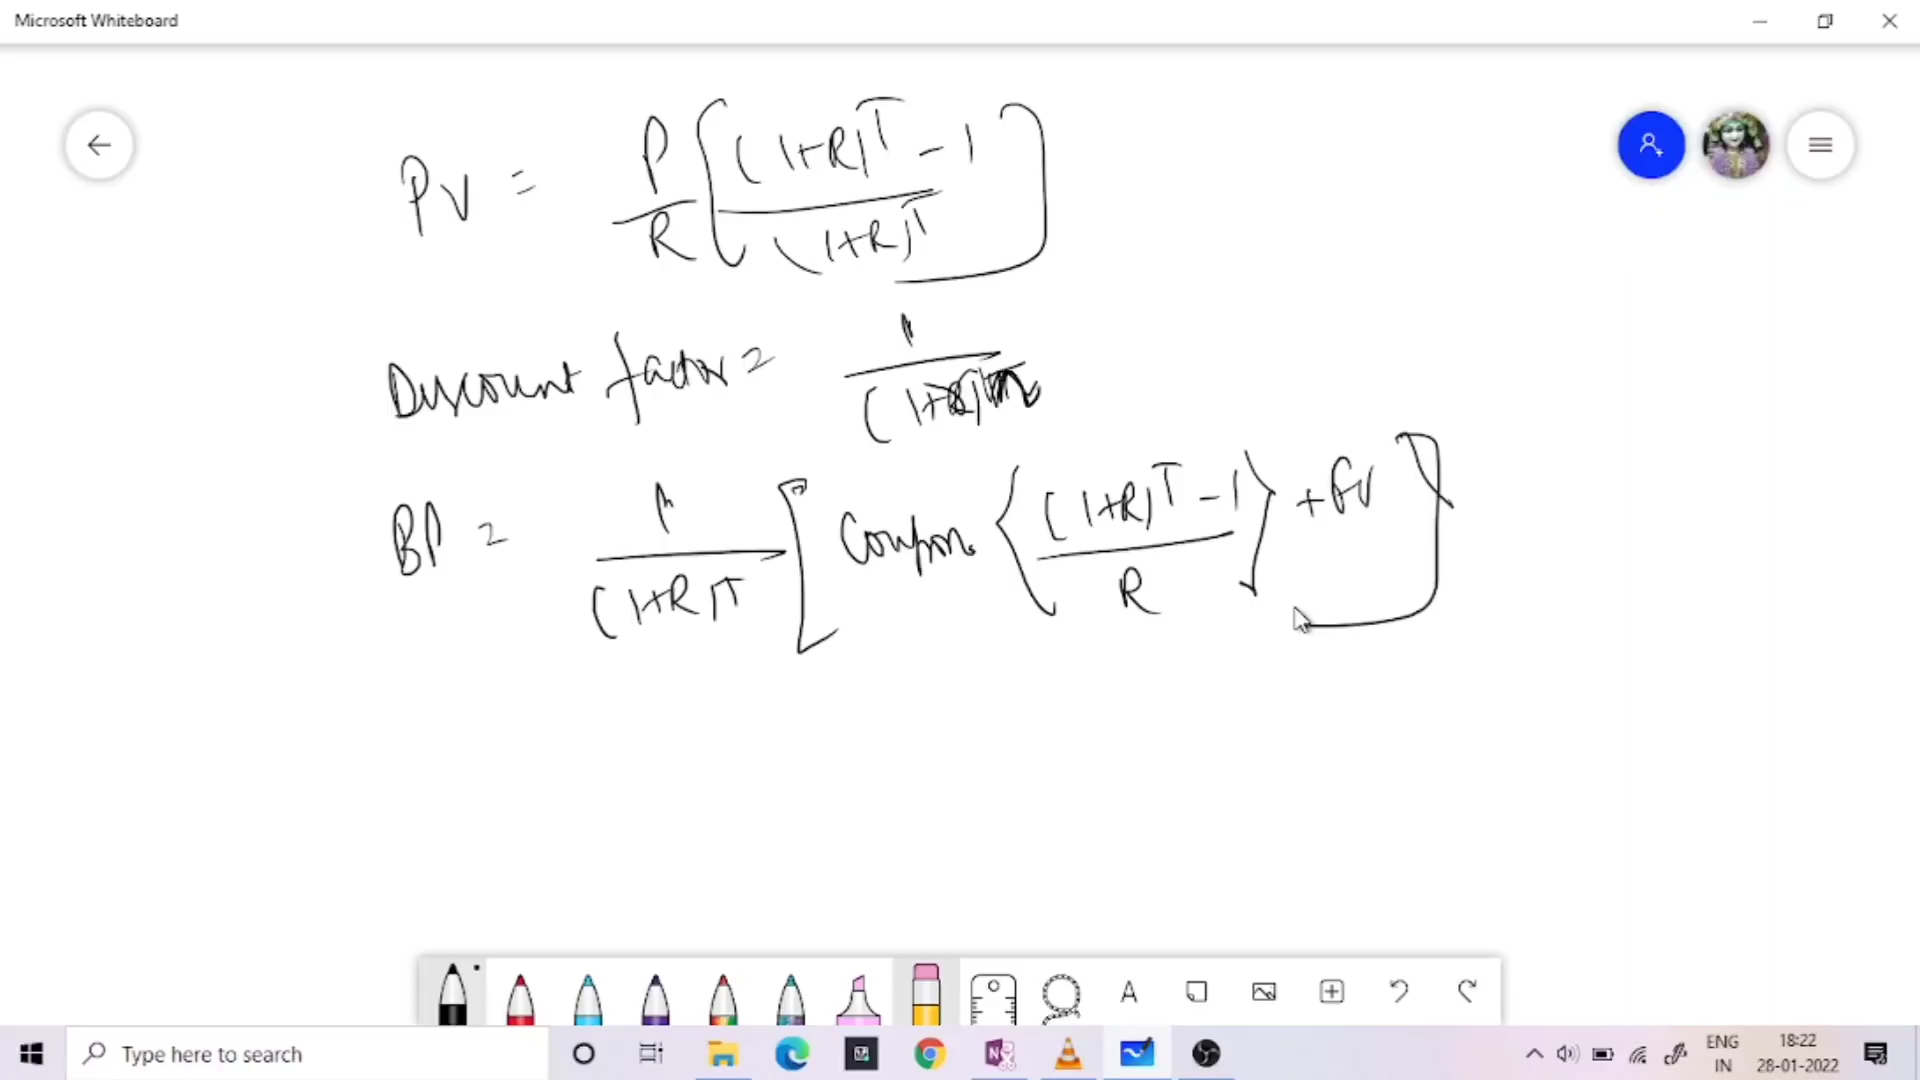 Microsoft Whiteboard
PV = P/R [ (1+R)^T - 1 / (1+R)^T ]
Discount factor = 1 / (1+R)
BP = 1 / (1+R)^T [ Coupon { (1+R)^T - 1 / R } + FV ]
A
Type here to search
ENG
IN
18:22
28-01-2022